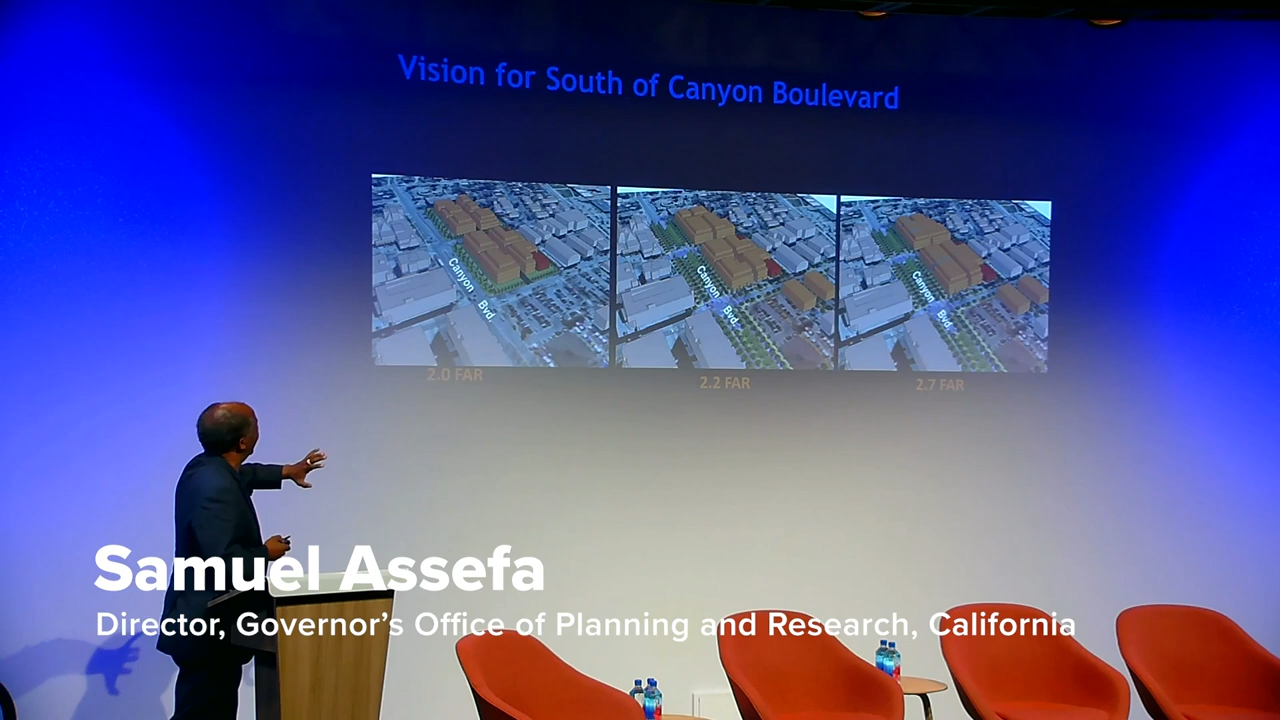 Vision for South of Canyon Boulevard
Canyon Blvd
Canyon Blvd
Canyon Blvd
2.0 FAR
2.2 FAR
2.7 FAR
Samuel Assefa
Director, Governor's Office of Planning and Research, California